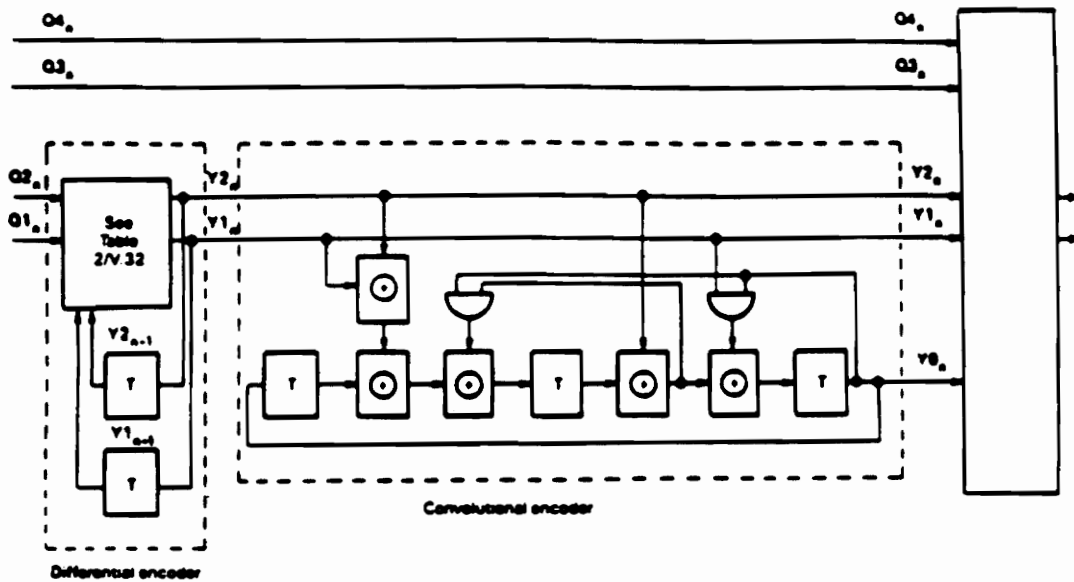 Q4ₙ Q4ₙ
Q3ₙ Q3ₙ
Q2ₙ Y2ₙ Y2ₙ
Q1ₙ Y1ₙ Y1ₙ
See
Table
2/V.32
Y2ₙ₋₁
T
Y1ₙ₋₁
T
T T T
Y0ₙ
Convolutional encoder
Differential encoder